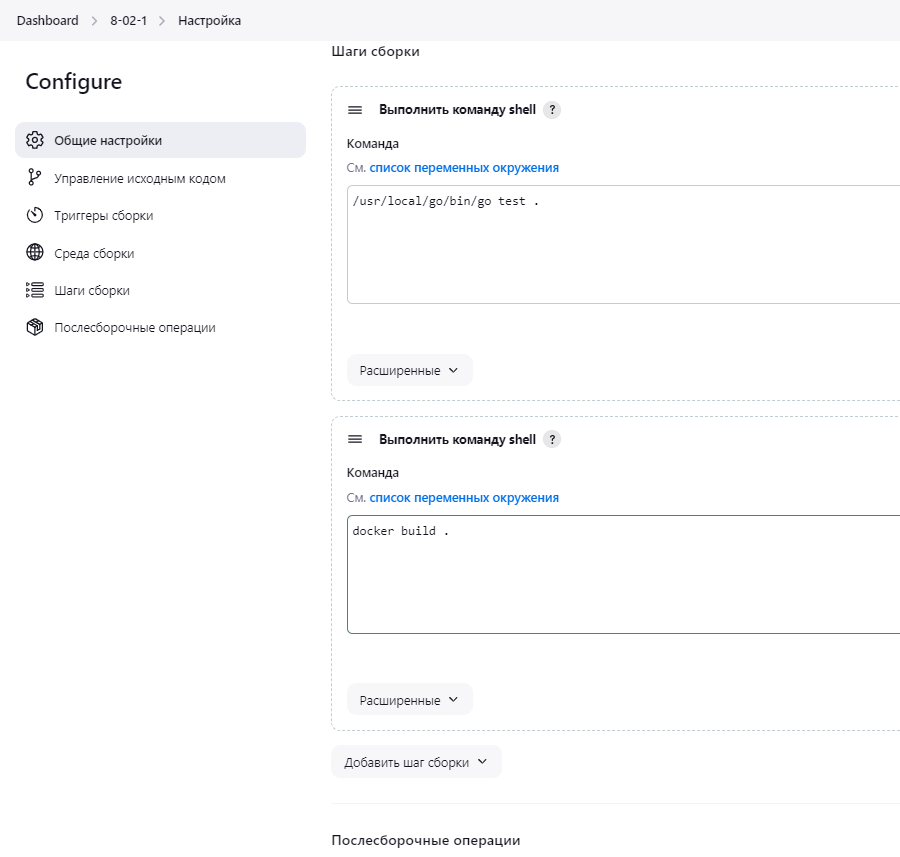 Dashboard > 8-02-1 > Настройка
Configure
Общие настройки
Управление исходным кодом
Триггеры сборки
Среда сборки
Шаги сборки
Послесборочные операции
Шаги сборки
Выполнить команду shell ?
Команда
См. список переменных окружения
/usr/local/go/bin/go test .
Расширенные
Выполнить команду shell ?
Команда
См. список переменных окружения
docker build .
Расширенные
Добавить шаг сборки
Послесборочные операции